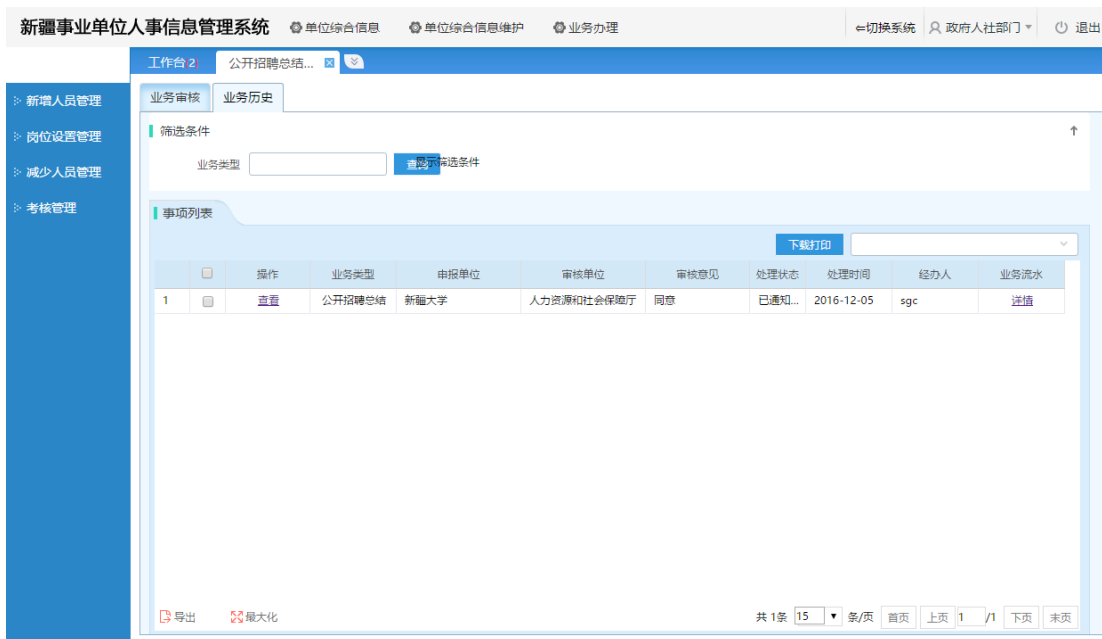 新疆事业单位人事信息管理系统 单位综合信息 单位综合信息维护 业务办理 ⇐切换系统 政府人社部门 退出
工作台 2 公开招聘总结...
新增人员管理
岗位设置管理
减少人员管理
考核管理
业务审核 业务历史
筛选条件
业务类型 显示筛选条件
事项列表
下载打印
操作 业务类型 申报单位 审核单位 审核意见 处理状态 处理时间 经办人 业务流水
1 查看 公开招聘总结 新疆大学 人力资源和社会保障厅 同意 已通知... 2016-12-05 sgc 详情
导出 最大化 共 1条 15 条/页 首页 上页 1 /1 下页 末页